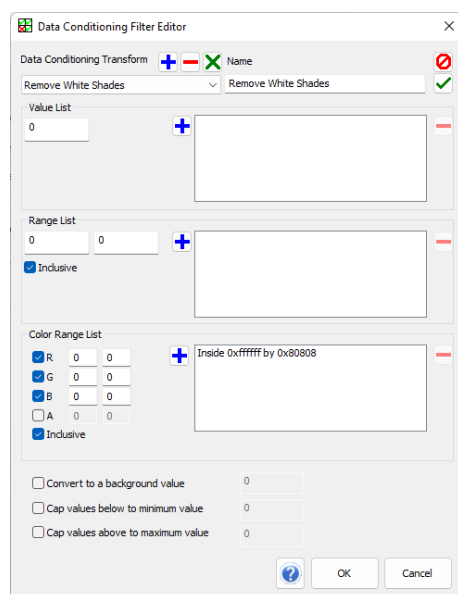 Data Conditioning Filter Editor
Data Conditioning Transform Name
Remove White Shades Remove White Shades
Value List
0
Range List
0 0
Inclusive
Color Range List
R 0 0 Inside 0xffffff by 0x80808
G 0 0
B 0 0
A 0 0
Inclusive
Convert to a background value 0
Cap values below to minimum value 0
Cap values above to maximum value 0
? OK Cancel